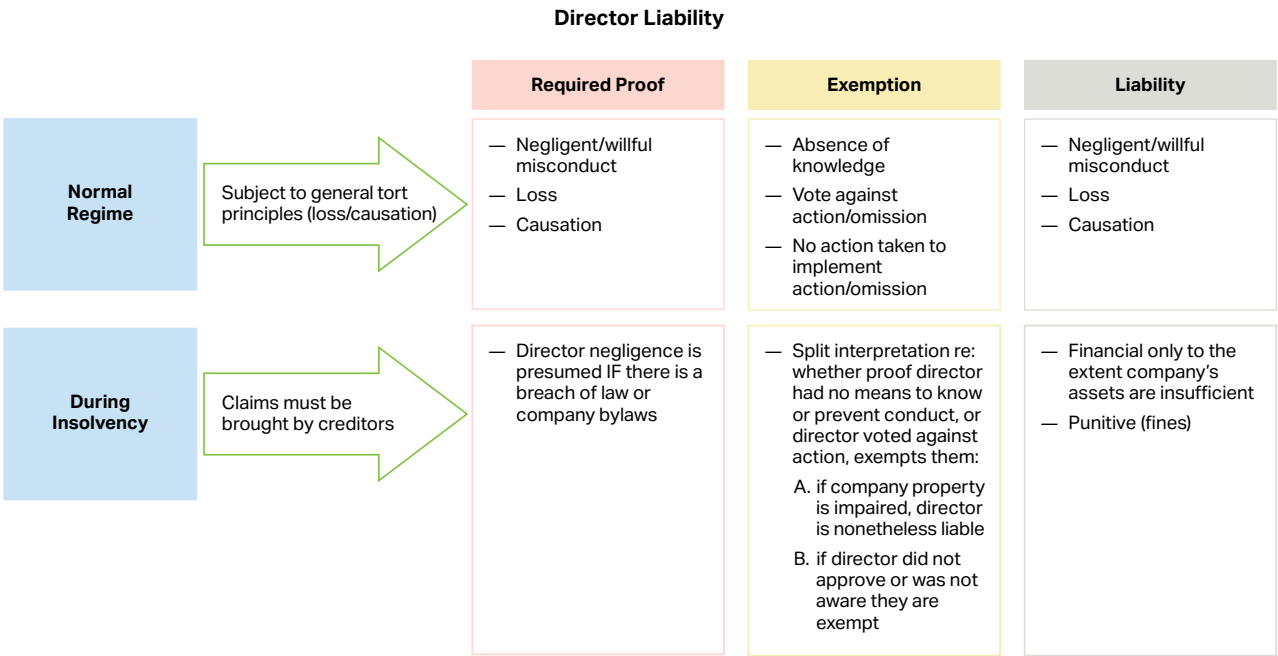 Director Liability
Required Proof
Exemption
Liability
Normal
Regime
Subject to general tort
principles (loss/causation)
— Negligent/willful
misconduct
— Loss
— Causation
— Absence of
knowledge
— Vote against
action/omission
— No action taken to
implement
action/omission
— Negligent/willful
misconduct
— Loss
— Causation
During
Insolvency
Claims must be
brought by creditors
— Director negligence is
presumed IF there is a
breach of law or
company bylaws
— Split interpretation re:
whether proof director
had no means to know
or prevent conduct, or
director voted against
action, exempts them:
A. if company property
is impaired, director
is nonetheless liable
B. if director did not
approve or was not
aware they are
exempt
— Financial only to the
extent company's
assets are insufficient
— Punitive (fines)